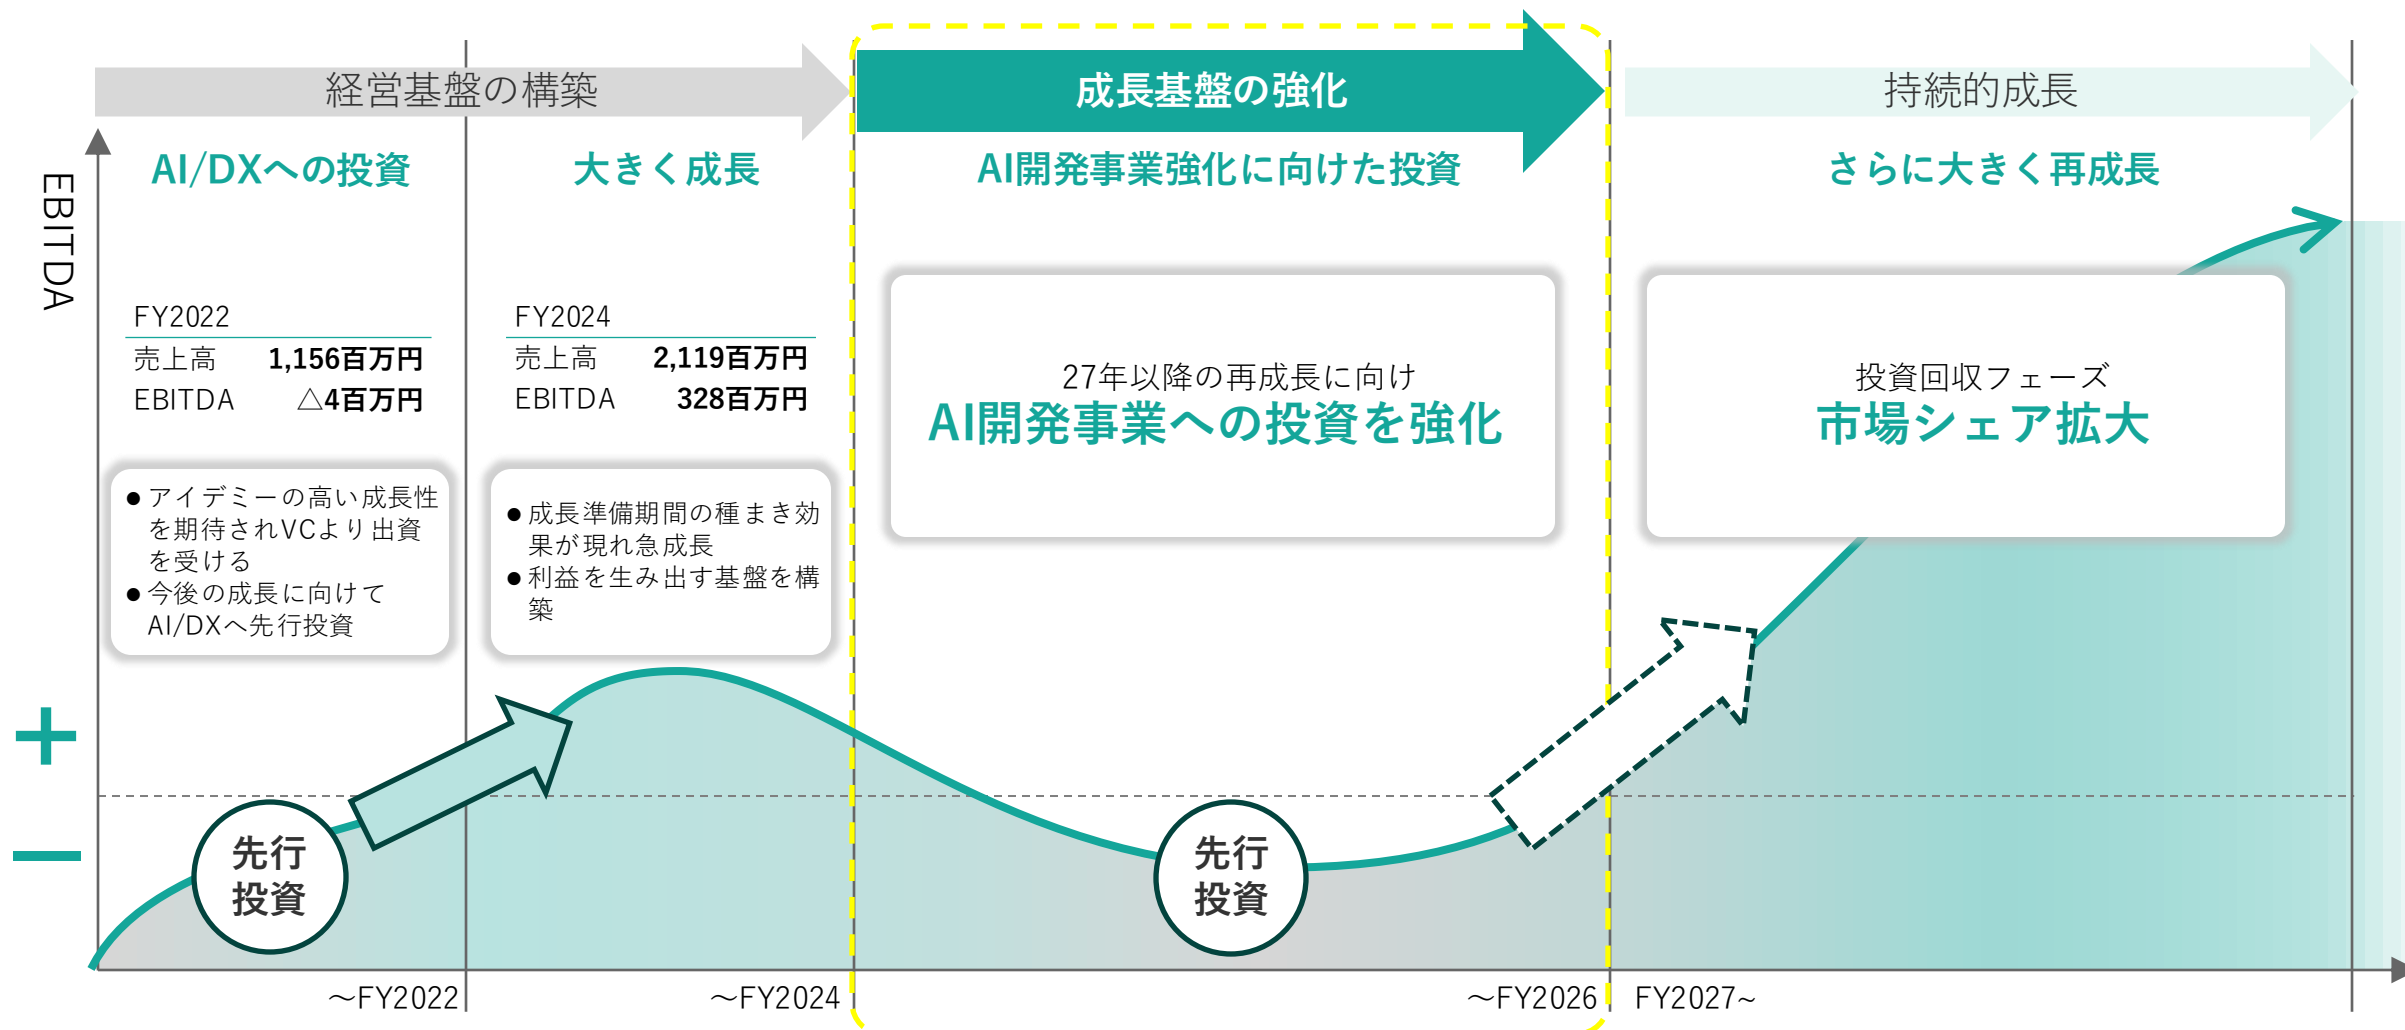 経営基盤の構築
成長基盤の強化
持続的成長
EBITDA
AI/DXへの投資
大きく成長
AI開発事業強化に向けた投資
さらに大きく再成長
FY2022
売上高 1,156百万円
EBITDA △4百万円
FY2024
売上高 2,119百万円
EBITDA 328百万円
27年以降の再成長に向け
AI開発事業への投資を強化
投資回収フェーズ
市場シェア拡大
●アイデミーの高い成長性
を期待されVCより出資
を受ける
●今後の成長に向けて
AI/DXへ先行投資
●成長準備期間の種まき効
果が現れ急成長
●利益を生み出す基盤を構
築
+
−
先行
投資
先行
投資
～FY2022
～FY2024
～FY2026
FY2027~